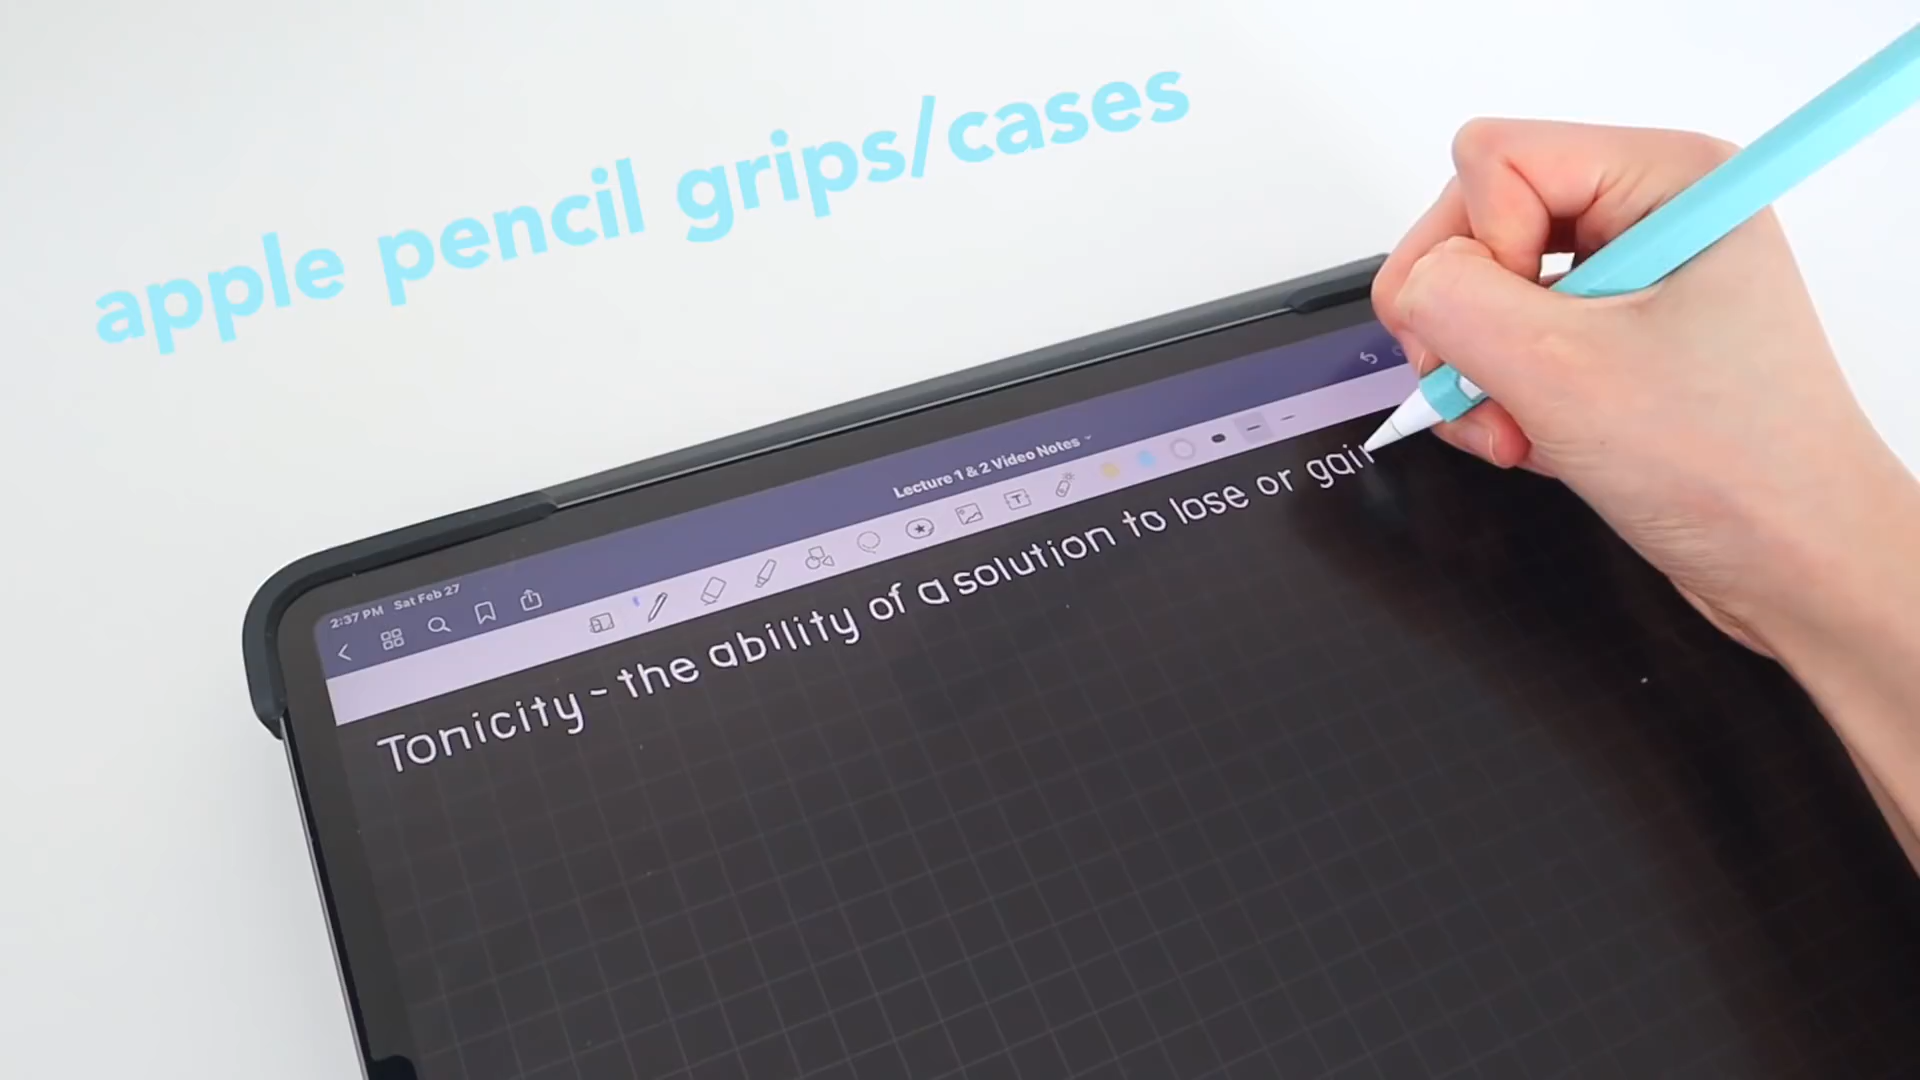 apple pencil grips/cases
2:37 PM Sat Feb 27
Lecture 1 & 2 Video Notes
Tonicity - the ability of a solution to lose or gain